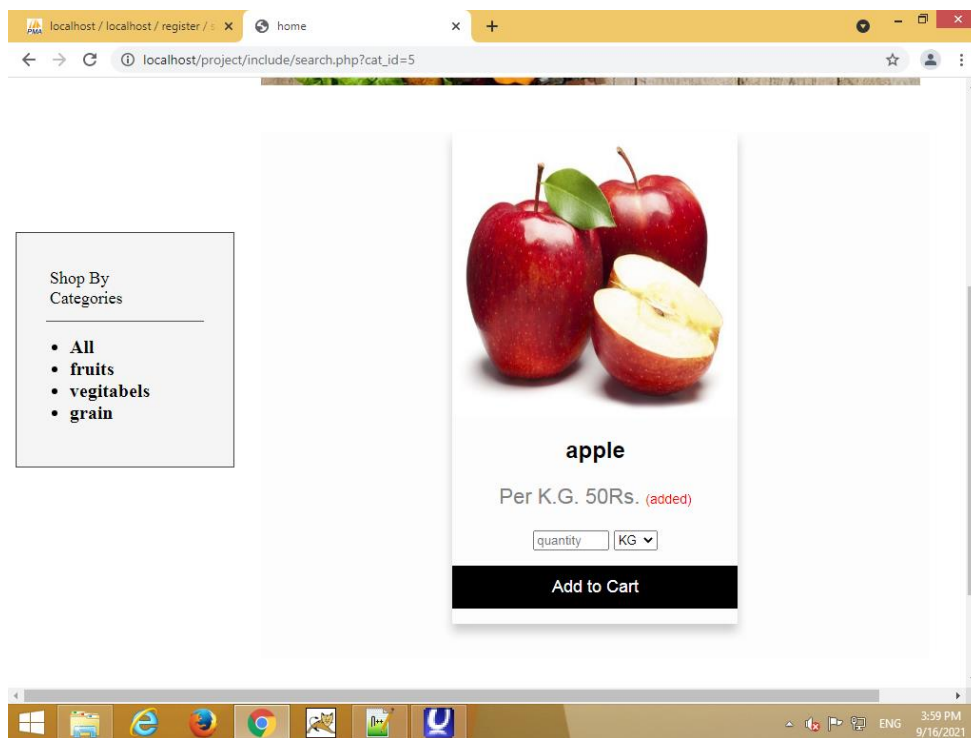 localhost / localhost / register / s
home
localhost/project/include/search.php?cat_id=5
Shop By
Categories
All
fruits
vegitabels
grain
apple
Per K.G. 50Rs. (added)
quantity KG
Add to Cart
ENG
3:59 PM
9/16/2021